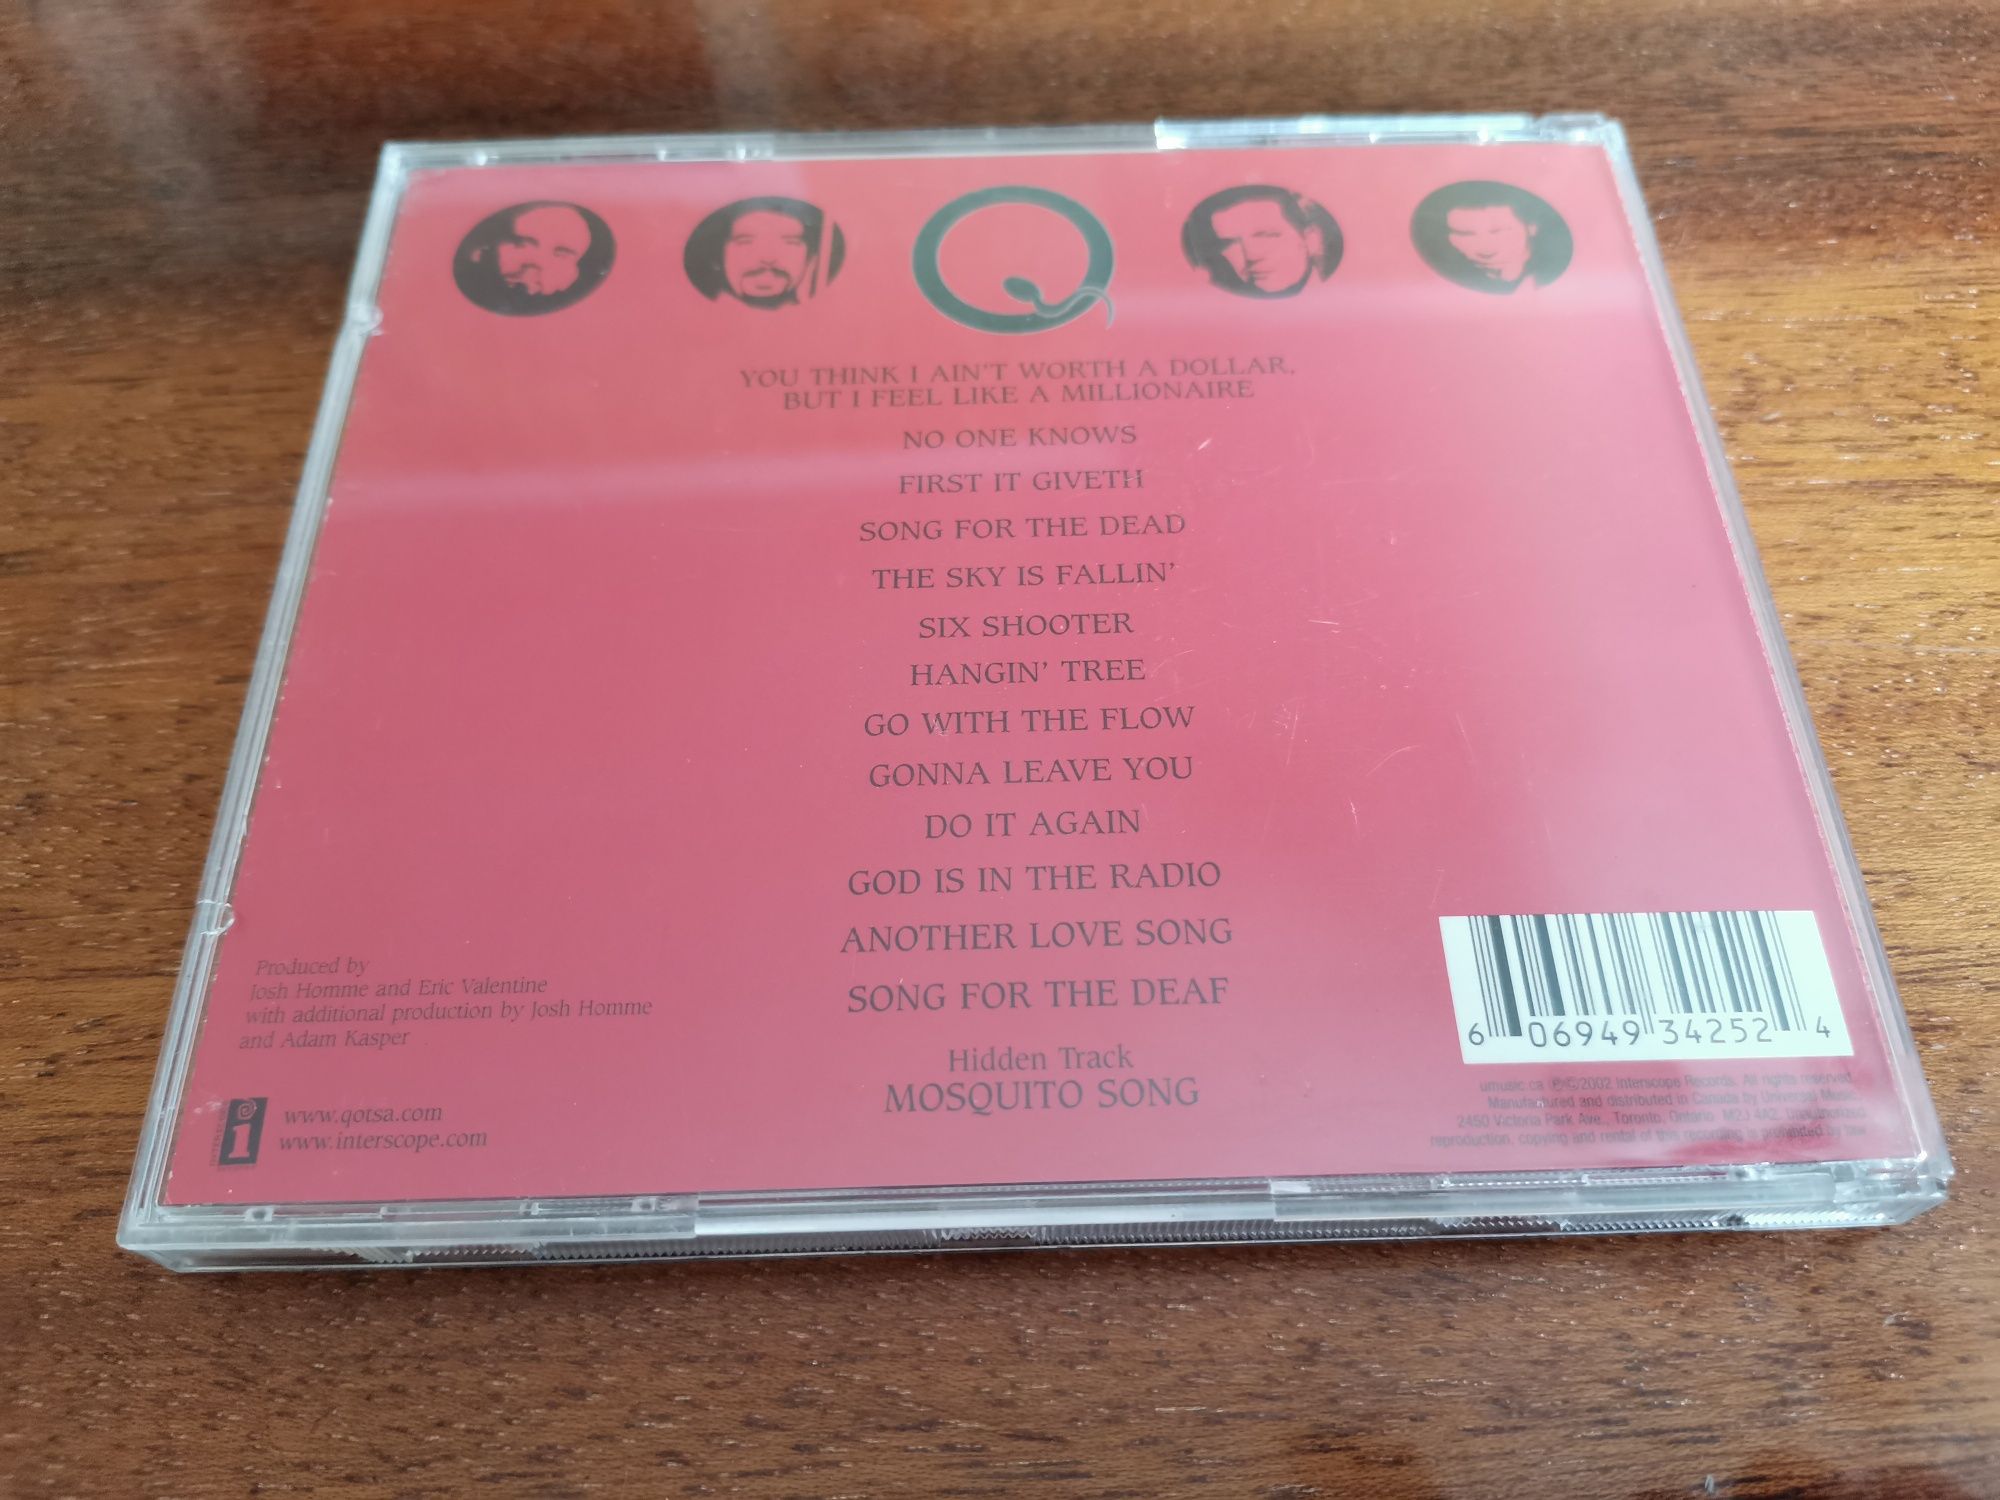 YOU THINK I AIN'T WORTH A DOLLAR,
BUT I FEEL LIKE A MILLIONAIRE
NO ONE KNOWS
FIRST IT GIVETH
SONG FOR THE DEAD
THE SKY IS FALLIN'
SIX SHOOTER
HANGIN' TREE
GO WITH THE FLOW
GONNA LEAVE YOU
DO IT AGAIN
GOD IS IN THE RADIO
ANOTHER LOVE SONG
SONG FOR THE DEAF
Hidden Track
MOSQUITO SONG
Produced by
Josh Homme and Eric Valentine
with additional production by Josh Homme
and Adam Kasper
www.qotsa.com
www.interscope.com
6 06949 34252 4
umusic.ca ℗©2002 Interscope Records. All rights reserved.
Manufactured and distributed in Canada by Universal Music,
2450 Victoria Park Ave., Toronto, Ontario M2J 4A2. Unauthorized
reproduction, copying and rental of this recording is prohibited by law.